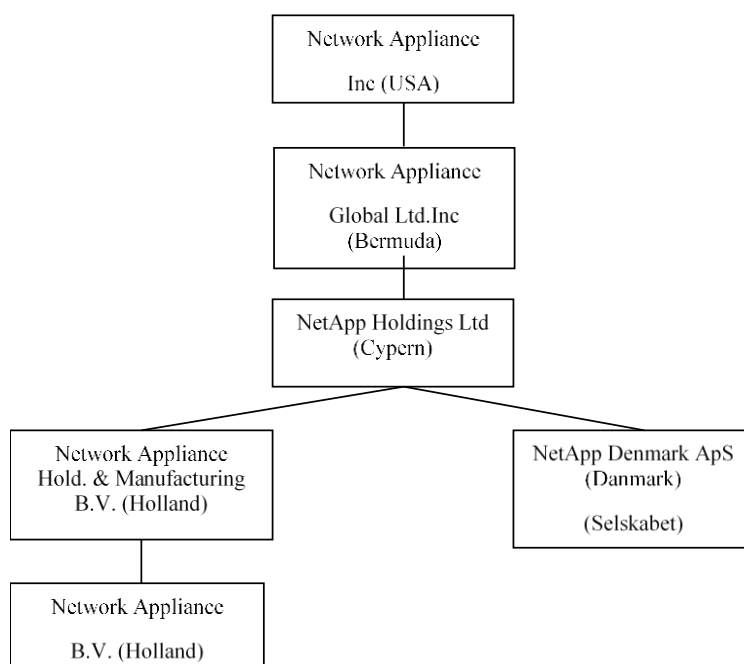 Network Appliance
Inc (USA)
Network Appliance
Global Ltd.Inc
(Bermuda)
NetApp Holdings Ltd
(Cypern)
Network Appliance
Hold. & Manufacturing
B.V. (Holland)
NetApp Denmark ApS
(Danmark)
(Selskabet)
Network Appliance
B.V. (Holland)